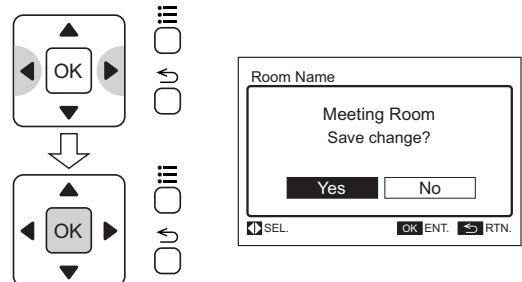 OK
OK
Room Name
Meeting Room
Save change?
Yes No
SEL. OK ENT. RTN.